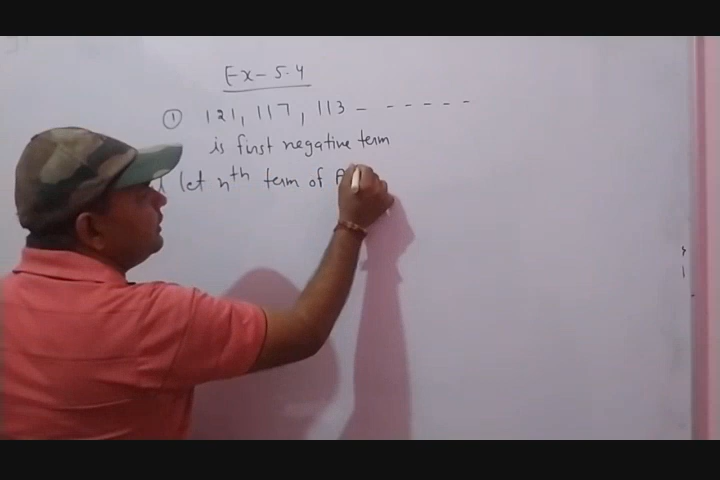 Ex-5.4
① 121, 117, 113 - - - - - -
is first negative term
let nth term of A